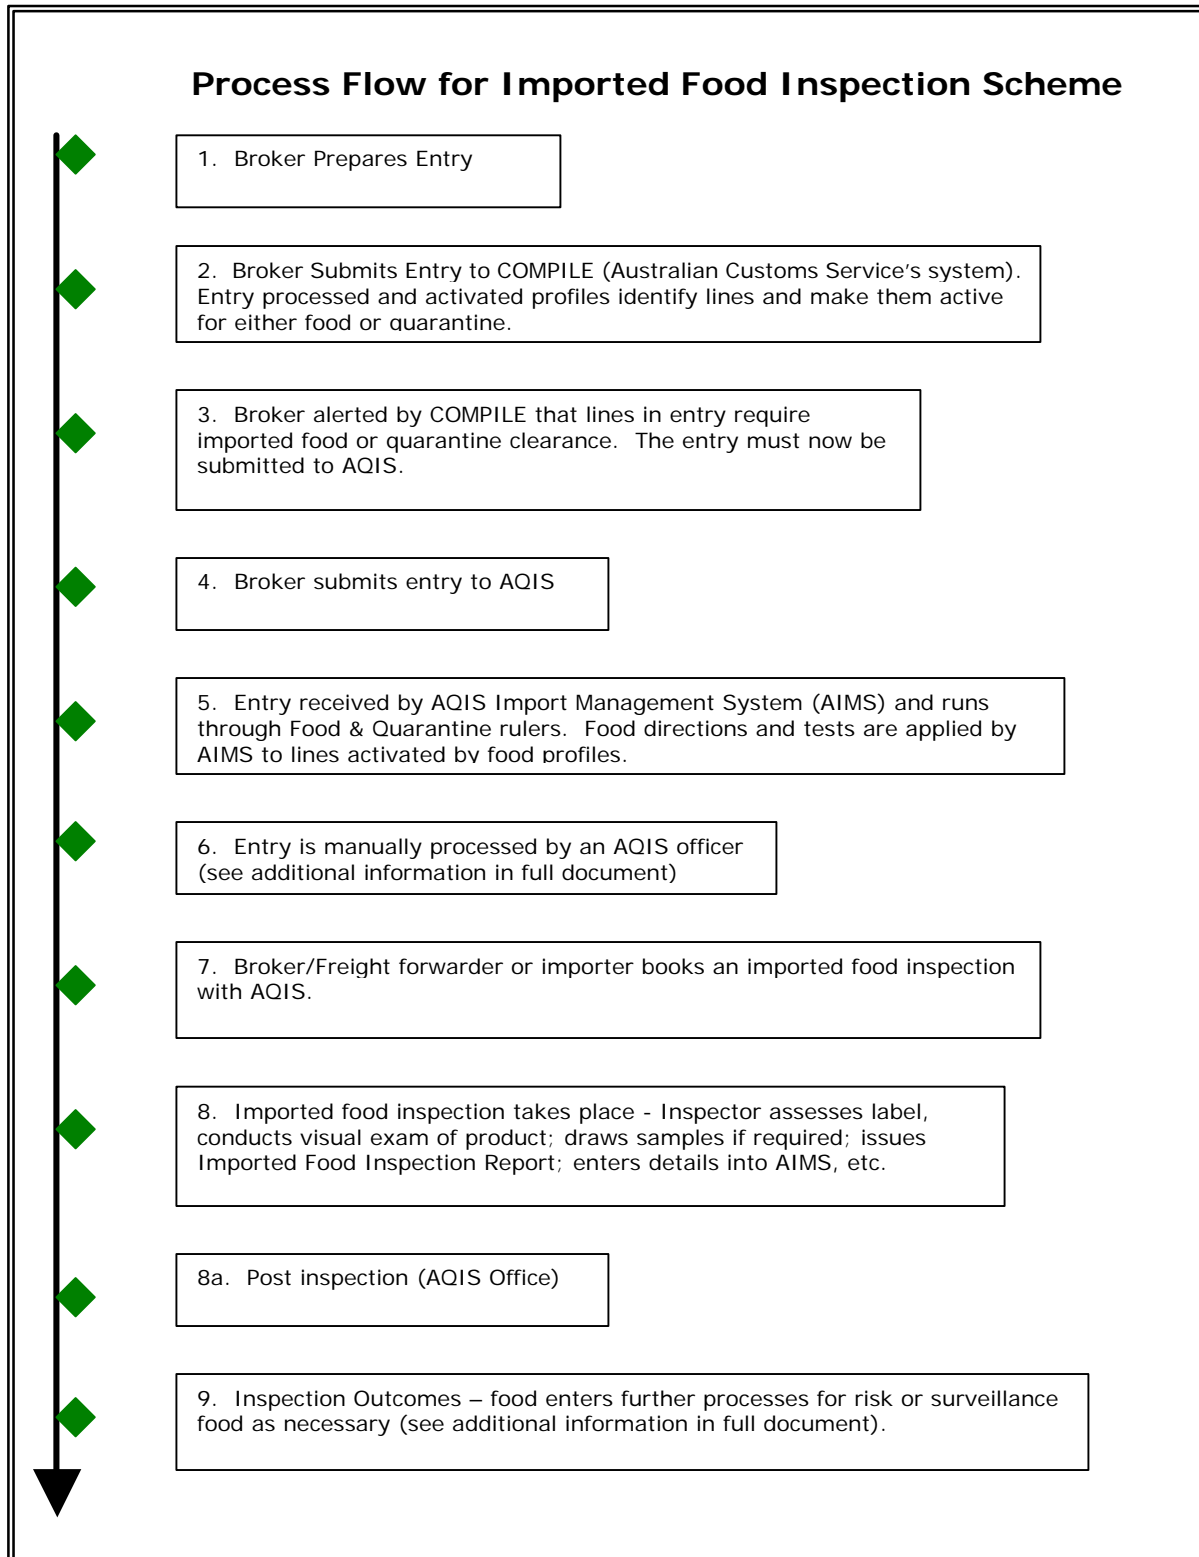 Process Flow for Imported Food Inspection Scheme
1. Broker Prepares Entry
2. Broker Submits Entry to COMPILE (Australian Customs Service's system).
Entry processed and activated profiles identify lines and make them active
for either food or quarantine.
3. Broker alerted by COMPILE that lines in entry require
imported food or quarantine clearance. The entry must now be
submitted to AQIS.
4. Broker submits entry to AQIS
5. Entry received by AQIS Import Management System (AIMS) and runs
through Food & Quarantine rulers. Food directions and tests are applied by
AIMS to lines activated by food profiles.
6. Entry is manually processed by an AQIS officer
(see additional information in full document)
7. Broker/Freight forwarder or importer books an imported food inspection
with AQIS.
8. Imported food inspection takes place - Inspector assesses label,
conducts visual exam of product; draws samples if required; issues
Imported Food Inspection Report; enters details into AIMS, etc.
8a. Post inspection (AQIS Office)
9. Inspection Outcomes – food enters further processes for risk or surveillance
food as necessary (see additional information in full document).